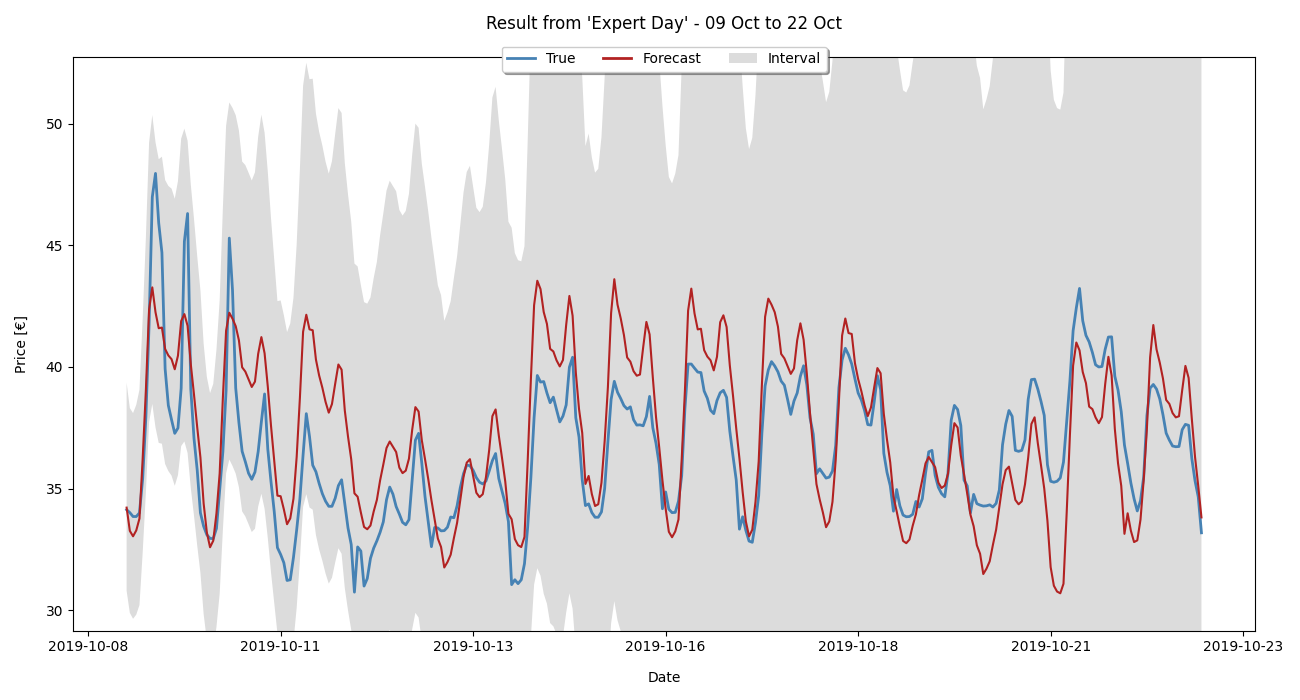 Result from 'Expert Day' - 09 Oct to 22 Oct
True Forecast Interval
50
45
40
35
30
Price [€]
2019-10-08 2019-10-11 2019-10-13 2019-10-16 2019-10-18 2019-10-21 2019-10-23
Date